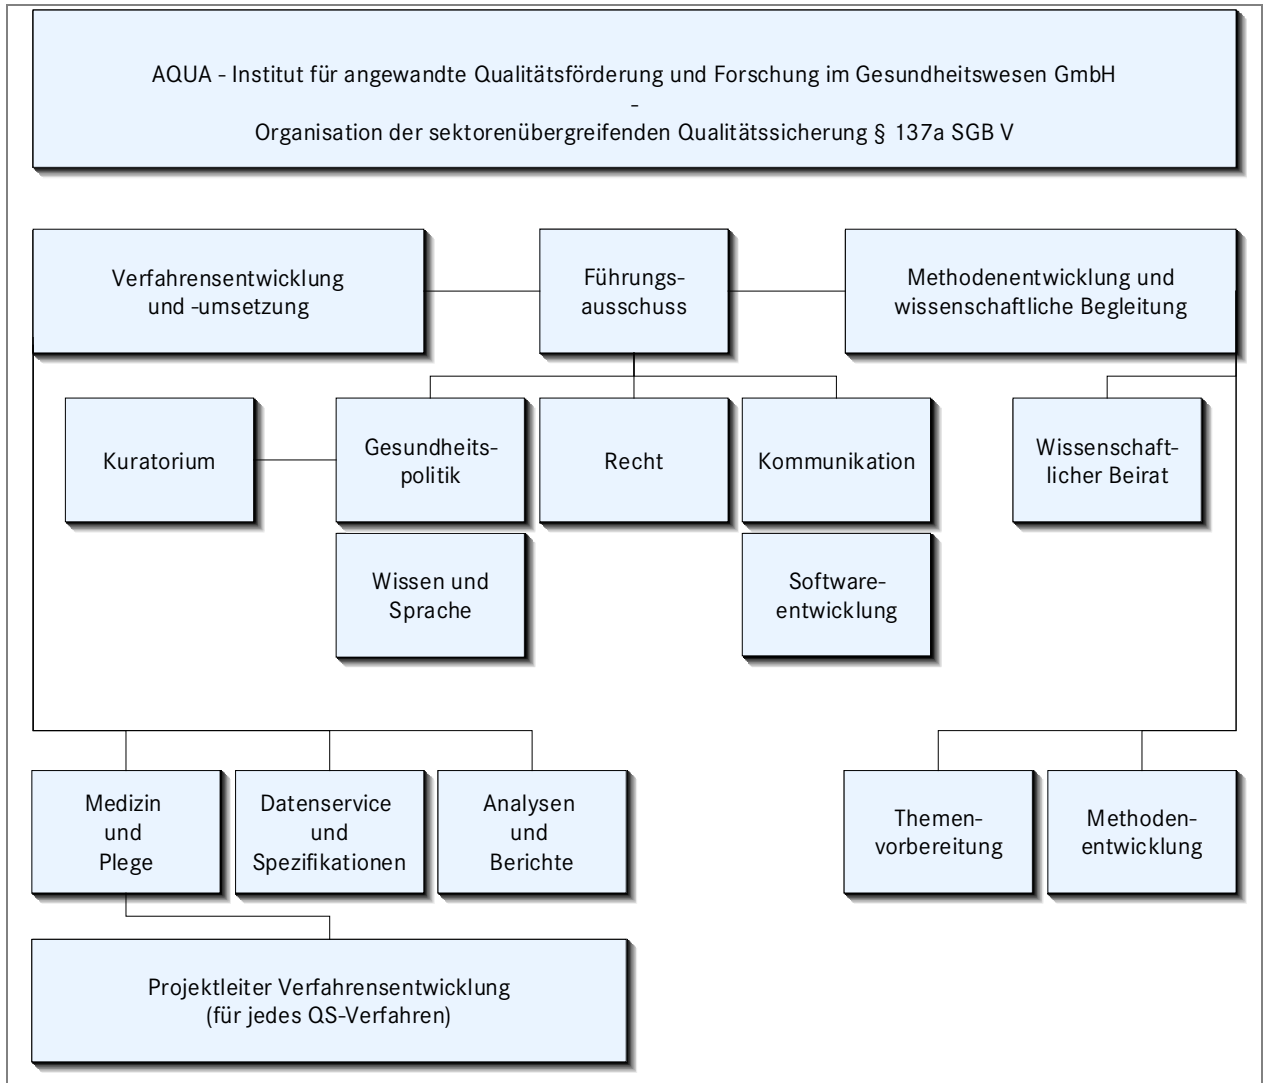 AQUA - Institut für angewandte Qualitätsförderung und Forschung im Gesundheitswesen GmbH
-
Organisation der sektorenübergreifenden Qualitätssicherung § 137a SGB V
Verfahrensentwicklung
und -umsetzung
Führungs-
ausschuss
Methodenentwicklung und
wissenschaftliche Begleitung
Kuratorium
Gesundheits-
politik
Recht
Kommunikation
Wissenschaft-
licher Beirat
Wissen und
Sprache
Software-
entwicklung
Medizin
und
Plege
Datenservice
und
Spezifikationen
Analysen
und
Berichte
Themen-
vorbereitung
Methoden-
entwicklung
Projektleiter Verfahrensentwicklung
(für jedes QS-Verfahren)